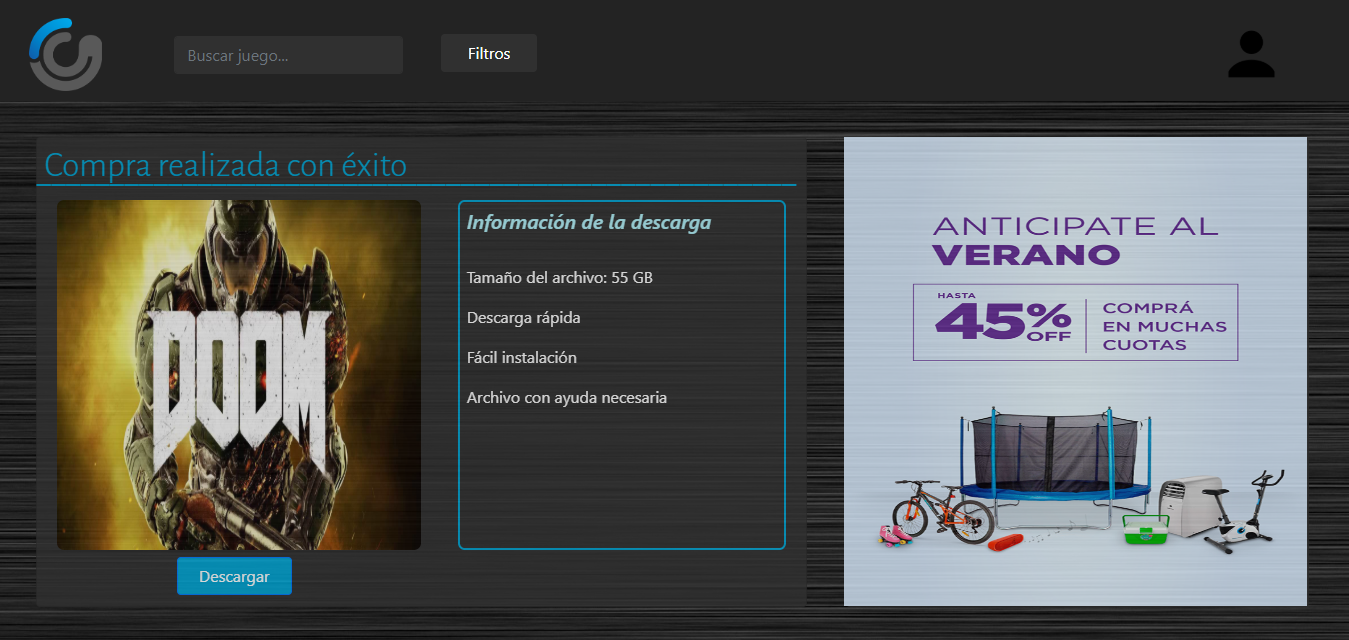 Buscar juego...
Filtros
Compra realizada con éxito
DOOM
Información de la descarga
Tamaño del archivo: 55 GB
Descarga rápida
Fácil instalación
Archivo con ayuda necesaria
Descargar
ANTICIPATE AL
VERANO
HASTA
45% OFF
COMPRÁ
EN MUCHAS
CUOTAS